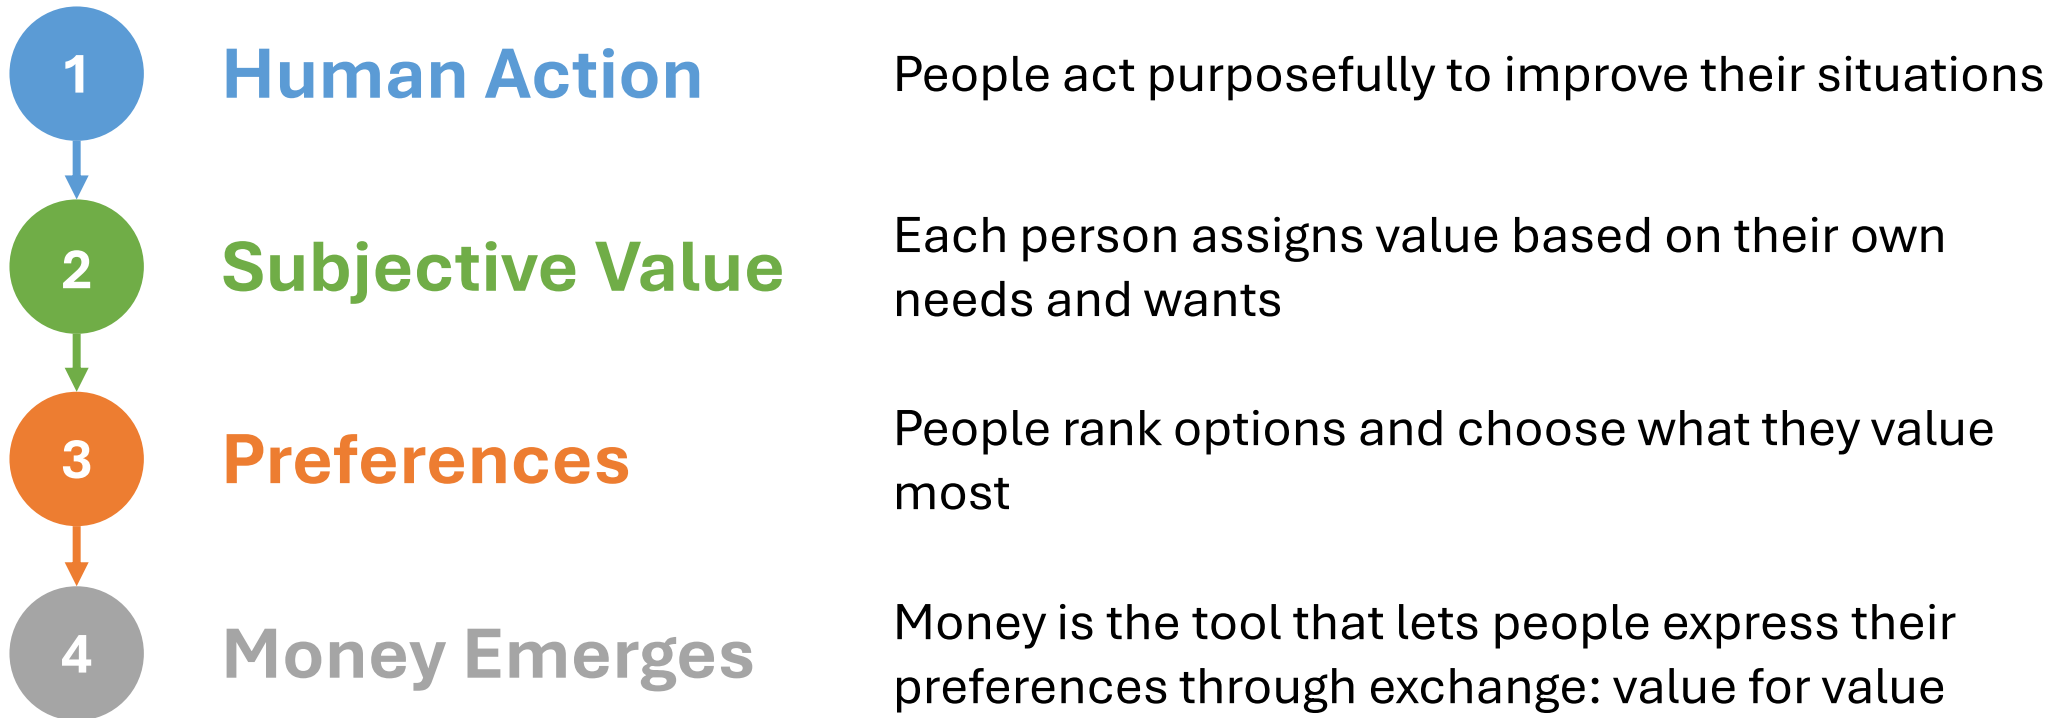 1
Human Action
People act purposefully to improve their situations
2
Subjective Value
Each person assigns value based on their own
needs and wants
3
Preferences
People rank options and choose what they value
most
4
Money Emerges
Money is the tool that lets people express their
preferences through exchange: value for value